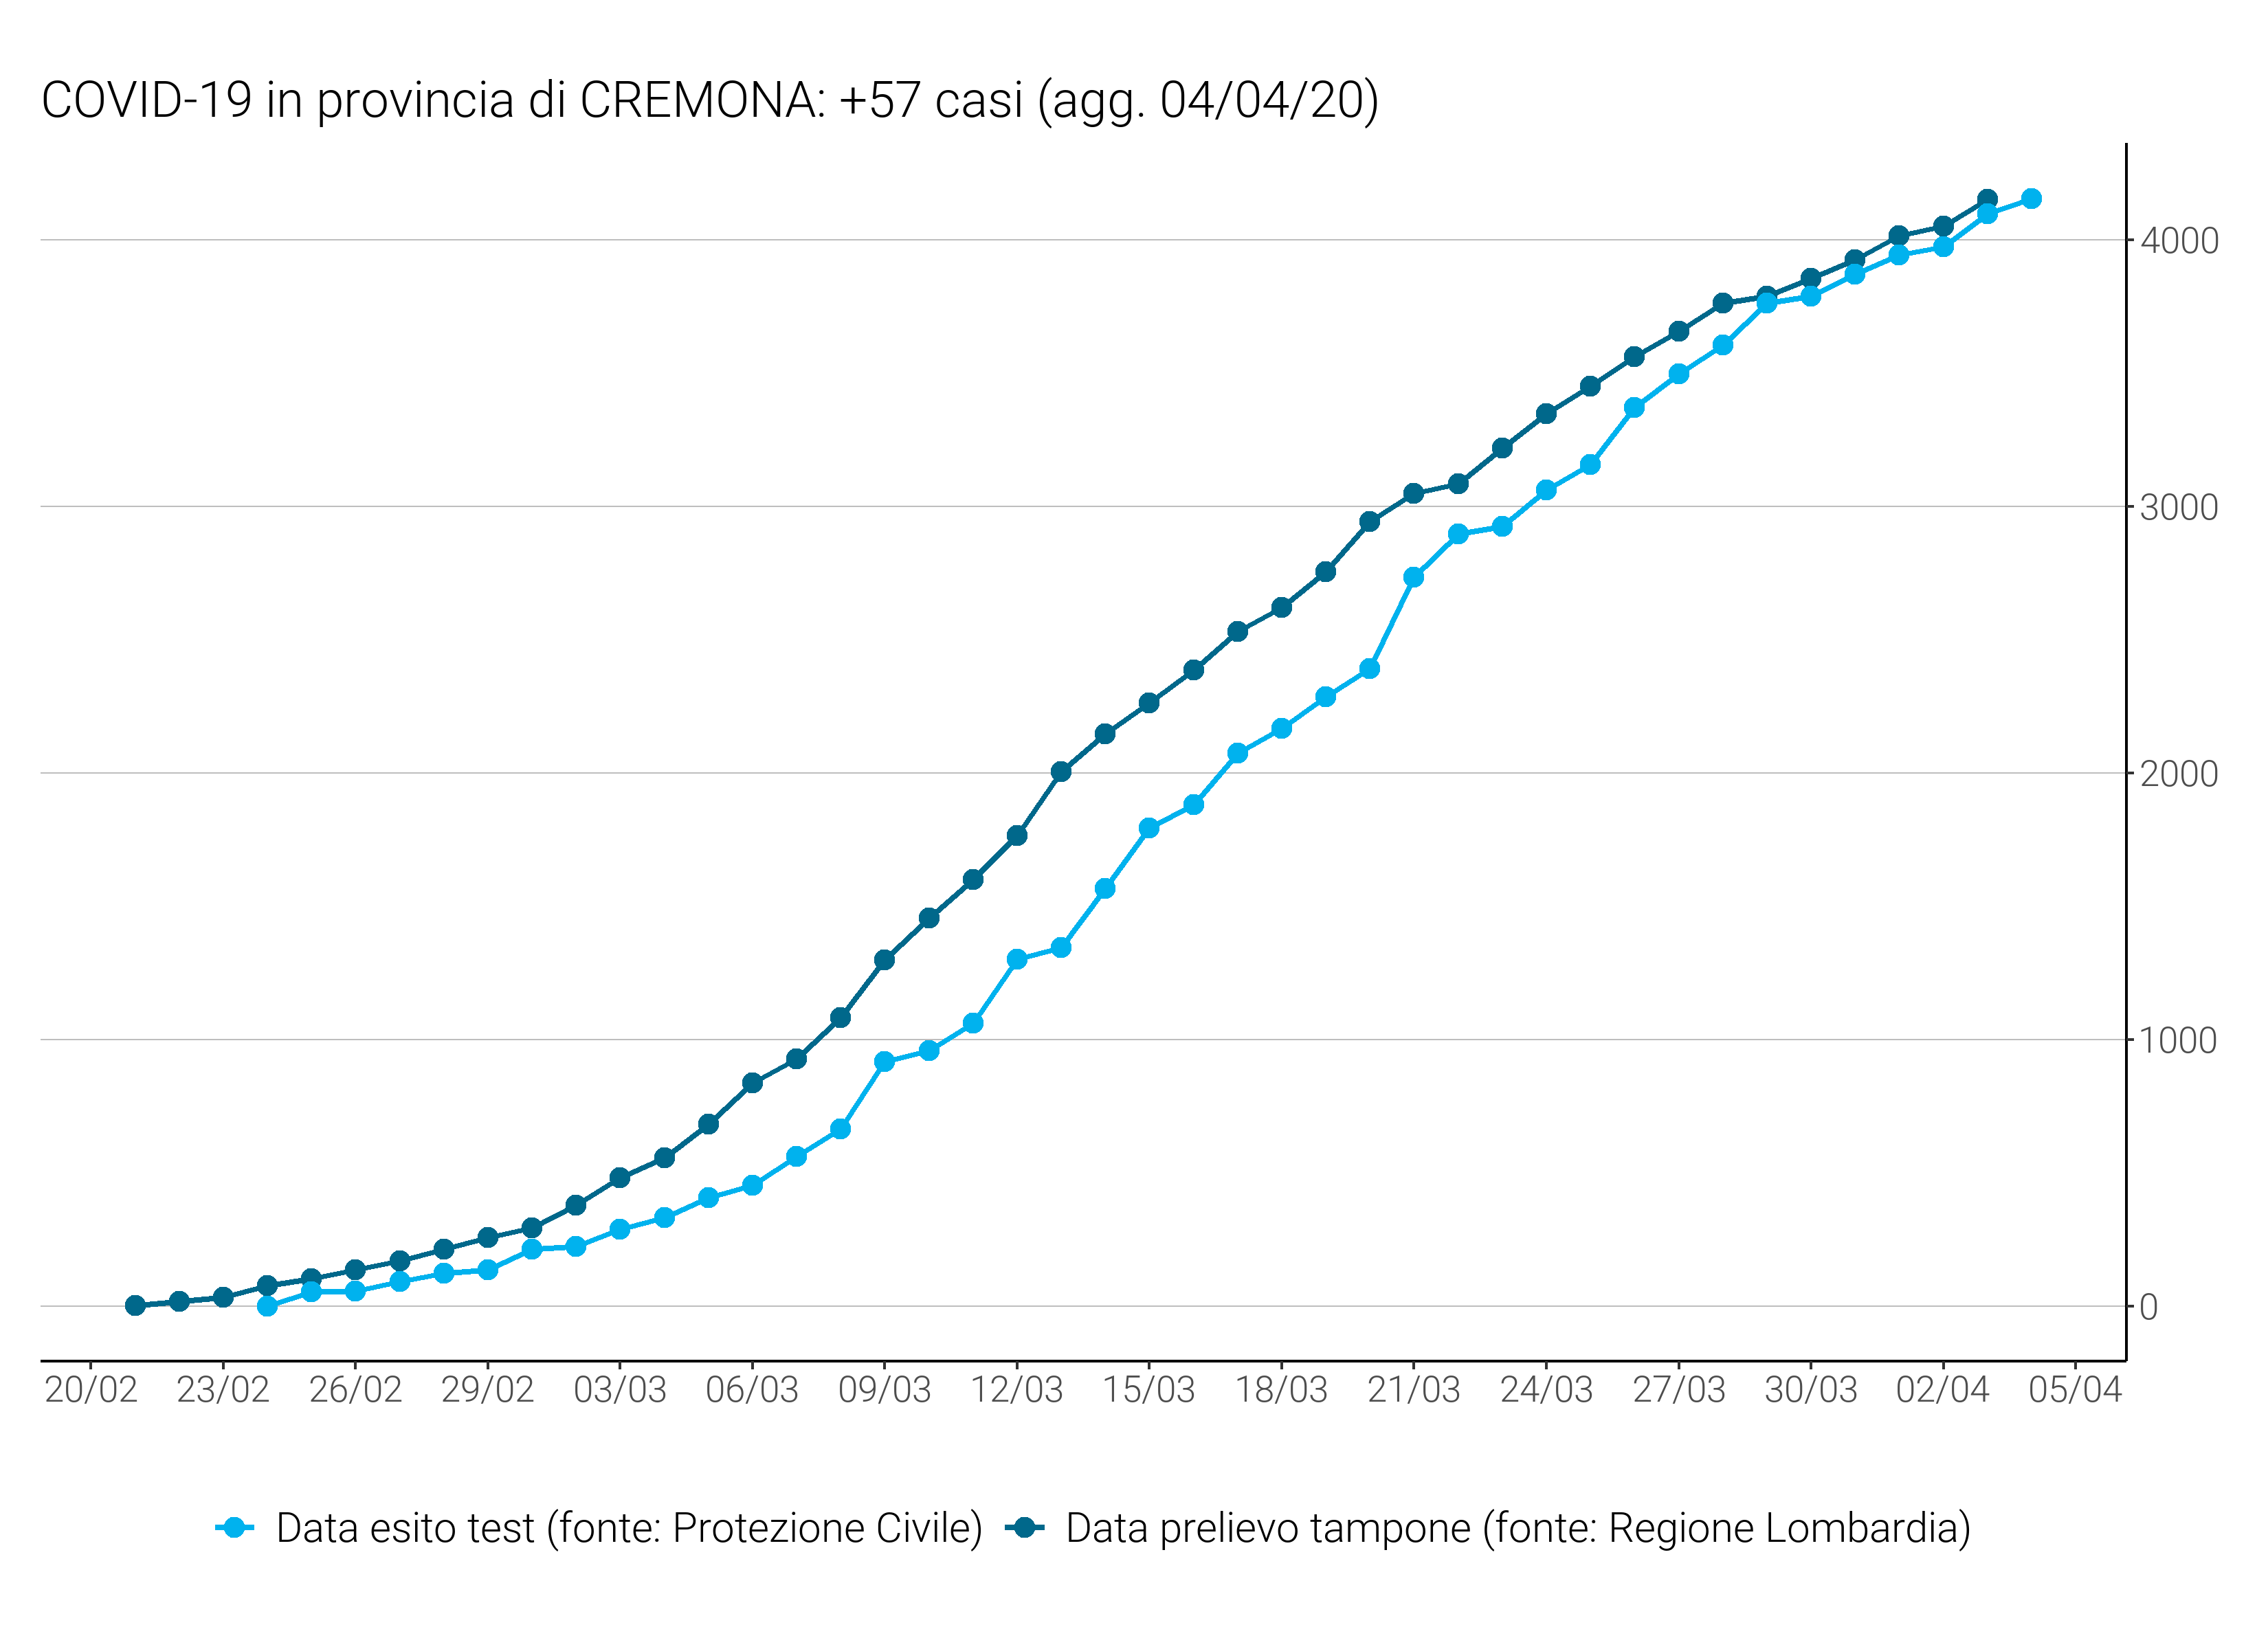 COVID-19 in provincia di CREMONA: +57 casi (agg. 04/04/20)
4000
3000
2000
1000
0
20/02 23/02 26/02 29/02 03/03 06/03 09/03 12/03 15/03 18/03 21/03 24/03 27/03 30/03 02/04 05/04
Data esito test (fonte: Protezione Civile) Data prelievo tampone (fonte: Regione Lombardia)